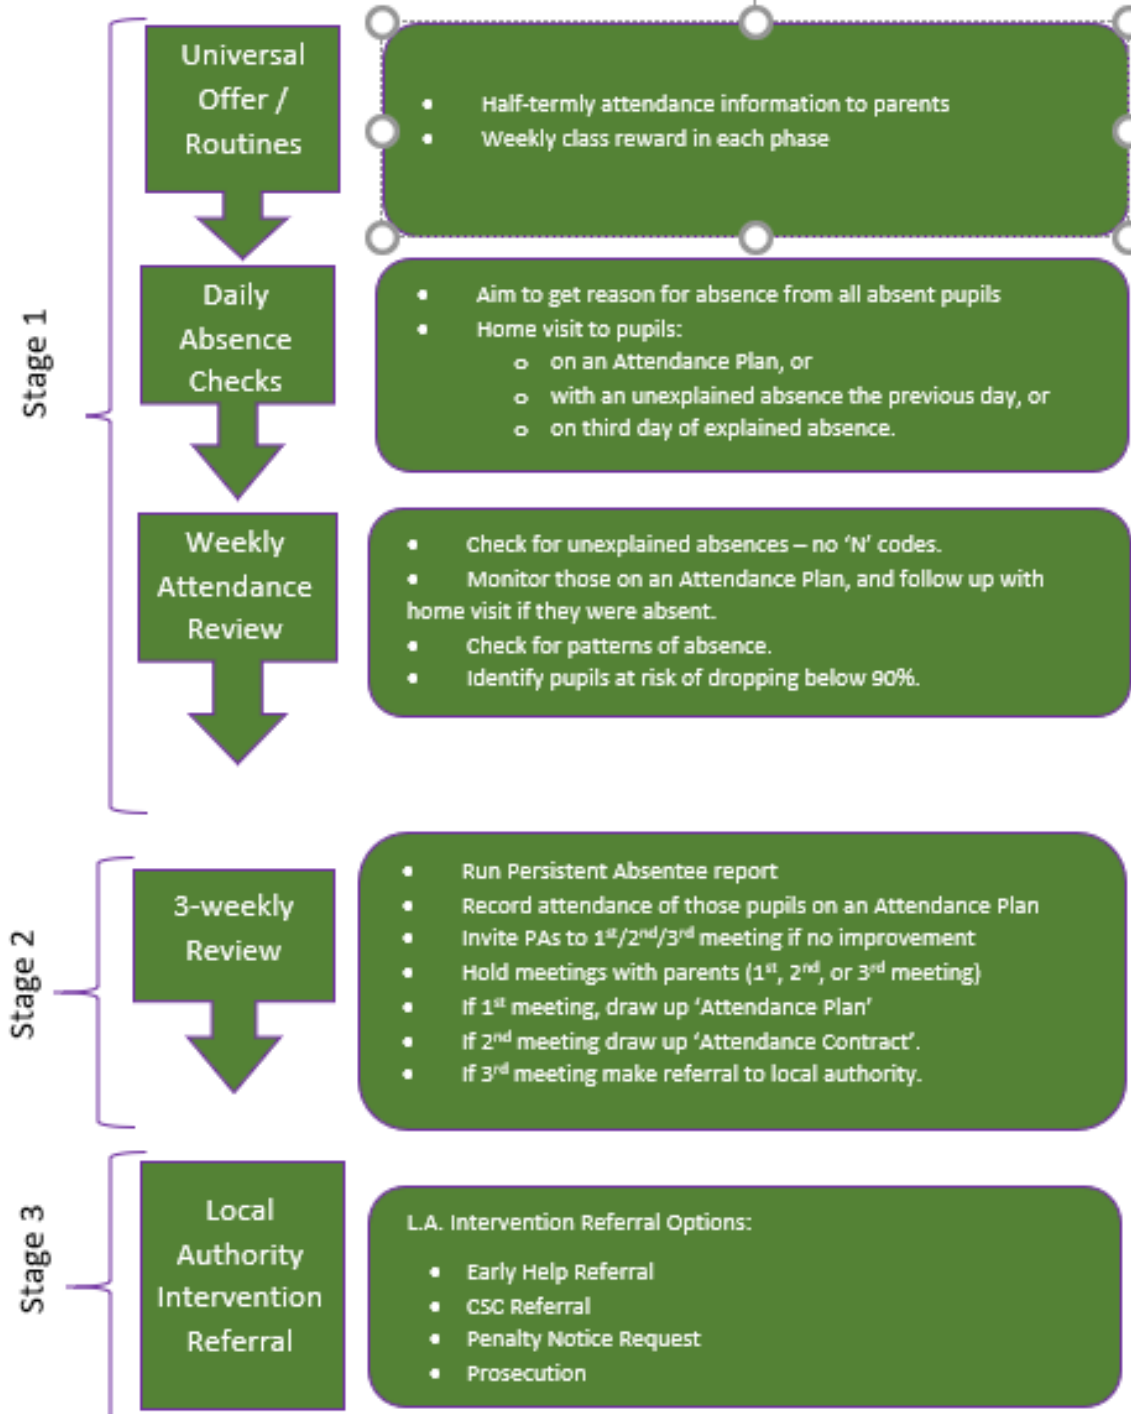 Stage 1
Universal
Offer /
Routines
• Half-termly attendance information to parents
• Weekly class reward in each phase
Daily
Absence
Checks
• Aim to get reason for absence from all absent pupils
• Home visit to pupils:
o on an Attendance Plan, or
o with an unexplained absence the previous day, or
o on third day of explained absence.
Weekly
Attendance
Review
• Check for unexplained absences – no ‘N’ codes.
• Monitor those on an Attendance Plan, and follow up with
home visit if they were absent.
• Check for patterns of absence.
• Identify pupils at risk of dropping below 90%.
Stage 2
3-weekly
Review
• Run Persistent Absentee report
• Record attendance of those pupils on an Attendance Plan
• Invite PAs to 1st/2nd/3rd meeting if no improvement
• Hold meetings with parents (1st, 2nd, or 3rd meeting)
• If 1st meeting, draw up ‘Attendance Plan’
• If 2nd meeting draw up ‘Attendance Contract’.
• If 3rd meeting make referral to local authority.
Stage 3
Local
Authority
Intervention
Referral
L.A. Intervention Referral Options:
• Early Help Referral
• CSC Referral
• Penalty Notice Request
• Prosecution